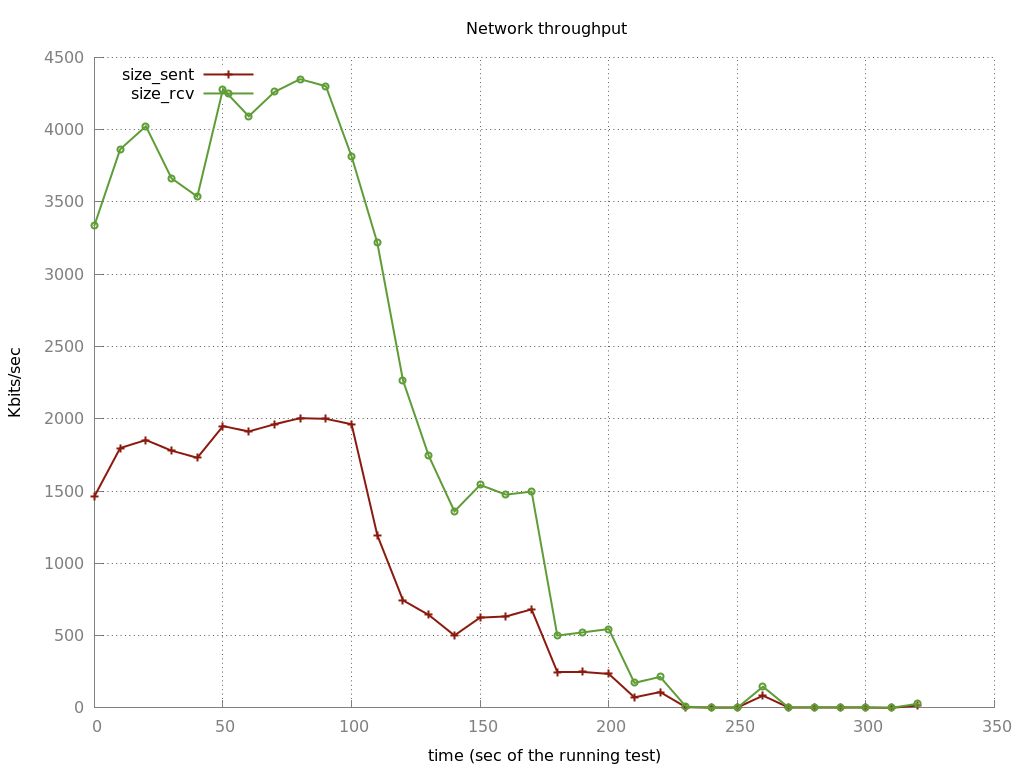 Network throughput
4500
4000
3500
3000
2500
2000
1500
1000
500
0
size_sent
size_rcv
Kbits/sec
0 50 100 150 200 250 300 350
time (sec of the running test)